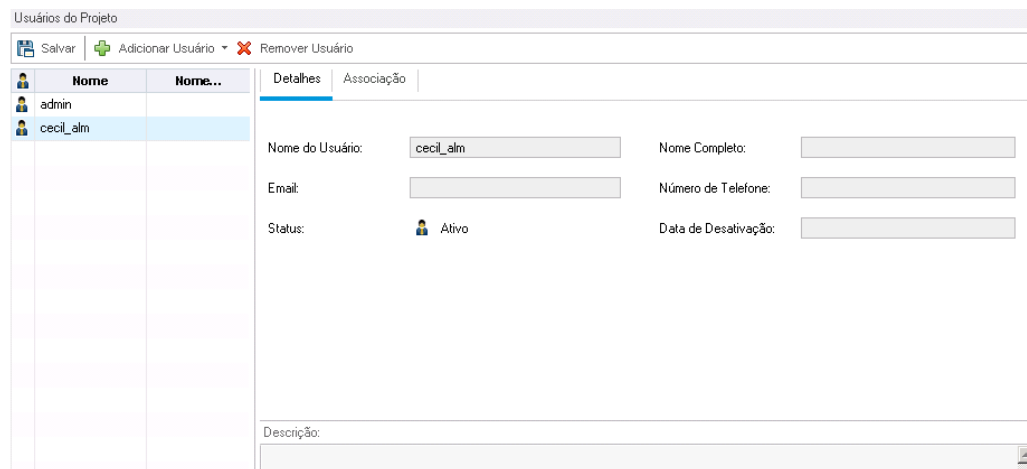 Usuários do Projeto
Salvar Adicionar Usuário Remover Usuário
Nome Nome... Detalhes Associação
admin
cecil_alm
Nome do Usuário: cecil_alm Nome Completo:
Email: Número de Telefone:
Status: Ativo Data de Desativação:
Descrição: